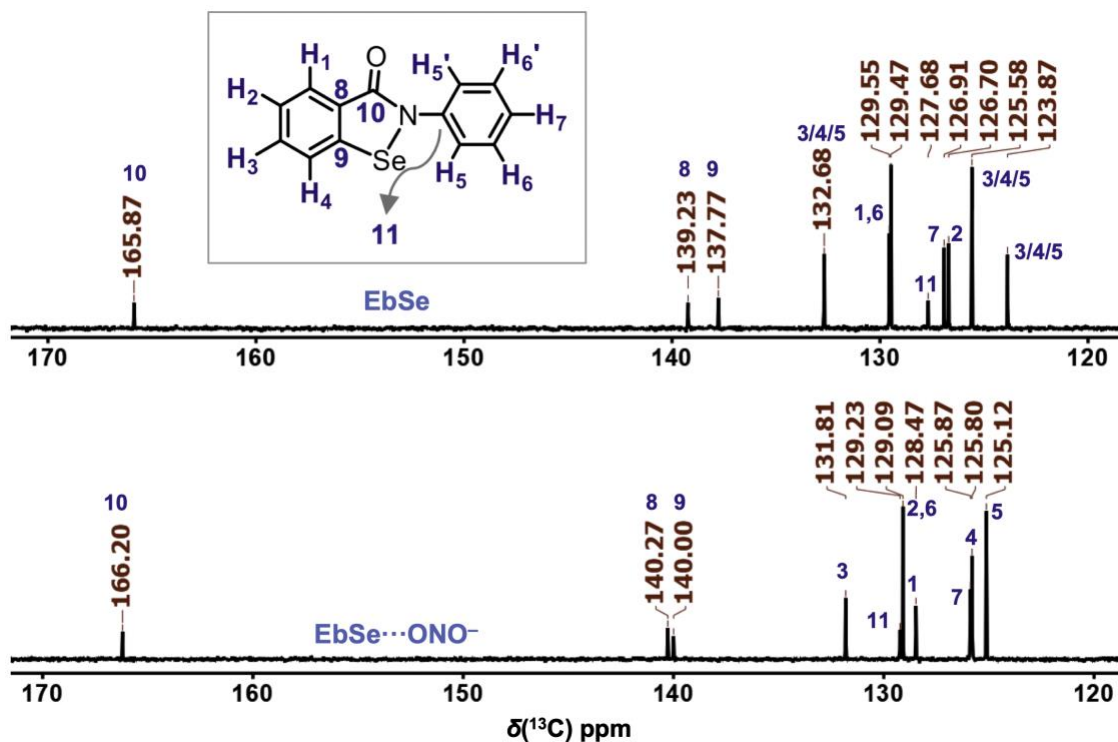 H1
O
H5'
H6'
H2
8
10
N
H7
H3
9
Se
H4
H5
H6
11
10
165.87
EbSe
8
139.23
9
137.77
3/4/5
132.68
129.55
129.47
127.68
126.91
126.70
125.58
123.87
1,6
11
7
2
3/4/5
3/4/5
170 160 150 140 130 120
10
166.20
EbSe···ONO–
8
140.27
9
140.00
131.81
129.23
129.09
128.47
125.87
125.80
125.12
3
11
2,6
1
7
4
5
170 160 150 140 130 120
δ(13C) ppm